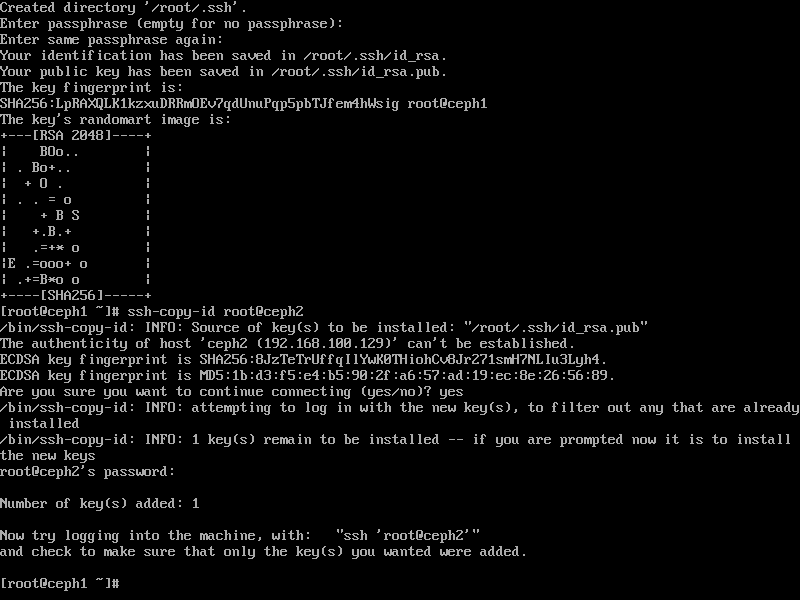 Created directory '/root/.ssh'.
Enter passphrase (empty for no passphrase):
Enter same passphrase again:
Your identification has been saved in /root/.ssh/id_rsa.
Your public key has been saved in /root/.ssh/id_rsa.pub.
The key fingerprint is:
SHA256:LpRAXQLK1kzxuDRRmOEv7qdUnuPqp5pbTJfem4hWsig root@ceph1
The key's randomart image is:
+---[RSA 2048]----+
|    BOo..        |
| . Bo+..         |
|  + O .          |
| . . = o         |
|    + B S        |
|   +.B.+         |
|   .=+* o        |
|E .=ooo+ o       |
| .+=B*o o        |
+----[SHA256]-----+
[root@ceph1 ~]# ssh-copy-id root@ceph2
/bin/ssh-copy-id: INFO: Source of key(s) to be installed: "/root/.ssh/id_rsa.pub"
The authenticity of host 'ceph2 (192.168.100.129)' can't be established.
ECDSA key fingerprint is SHA256:8JzTeTrUffqIlYwK0THiohCv8Jr271smH7NLIu3Lyh4.
ECDSA key fingerprint is MD5:1b:d3:f5:e4:b5:90:2f:a6:57:ad:19:ec:8e:26:56:89.
Are you sure you want to continue connecting (yes/no)? yes
/bin/ssh-copy-id: INFO: attempting to log in with the new key(s), to filter out any that are already
 installed
/bin/ssh-copy-id: INFO: 1 key(s) remain to be installed -- if you are prompted now it is to install
the new keys
root@ceph2's password:

Number of key(s) added: 1

Now try logging into the machine, with:   "ssh 'root@ceph2'"
and check to make sure that only the key(s) you wanted were added.

[root@ceph1 ~]#